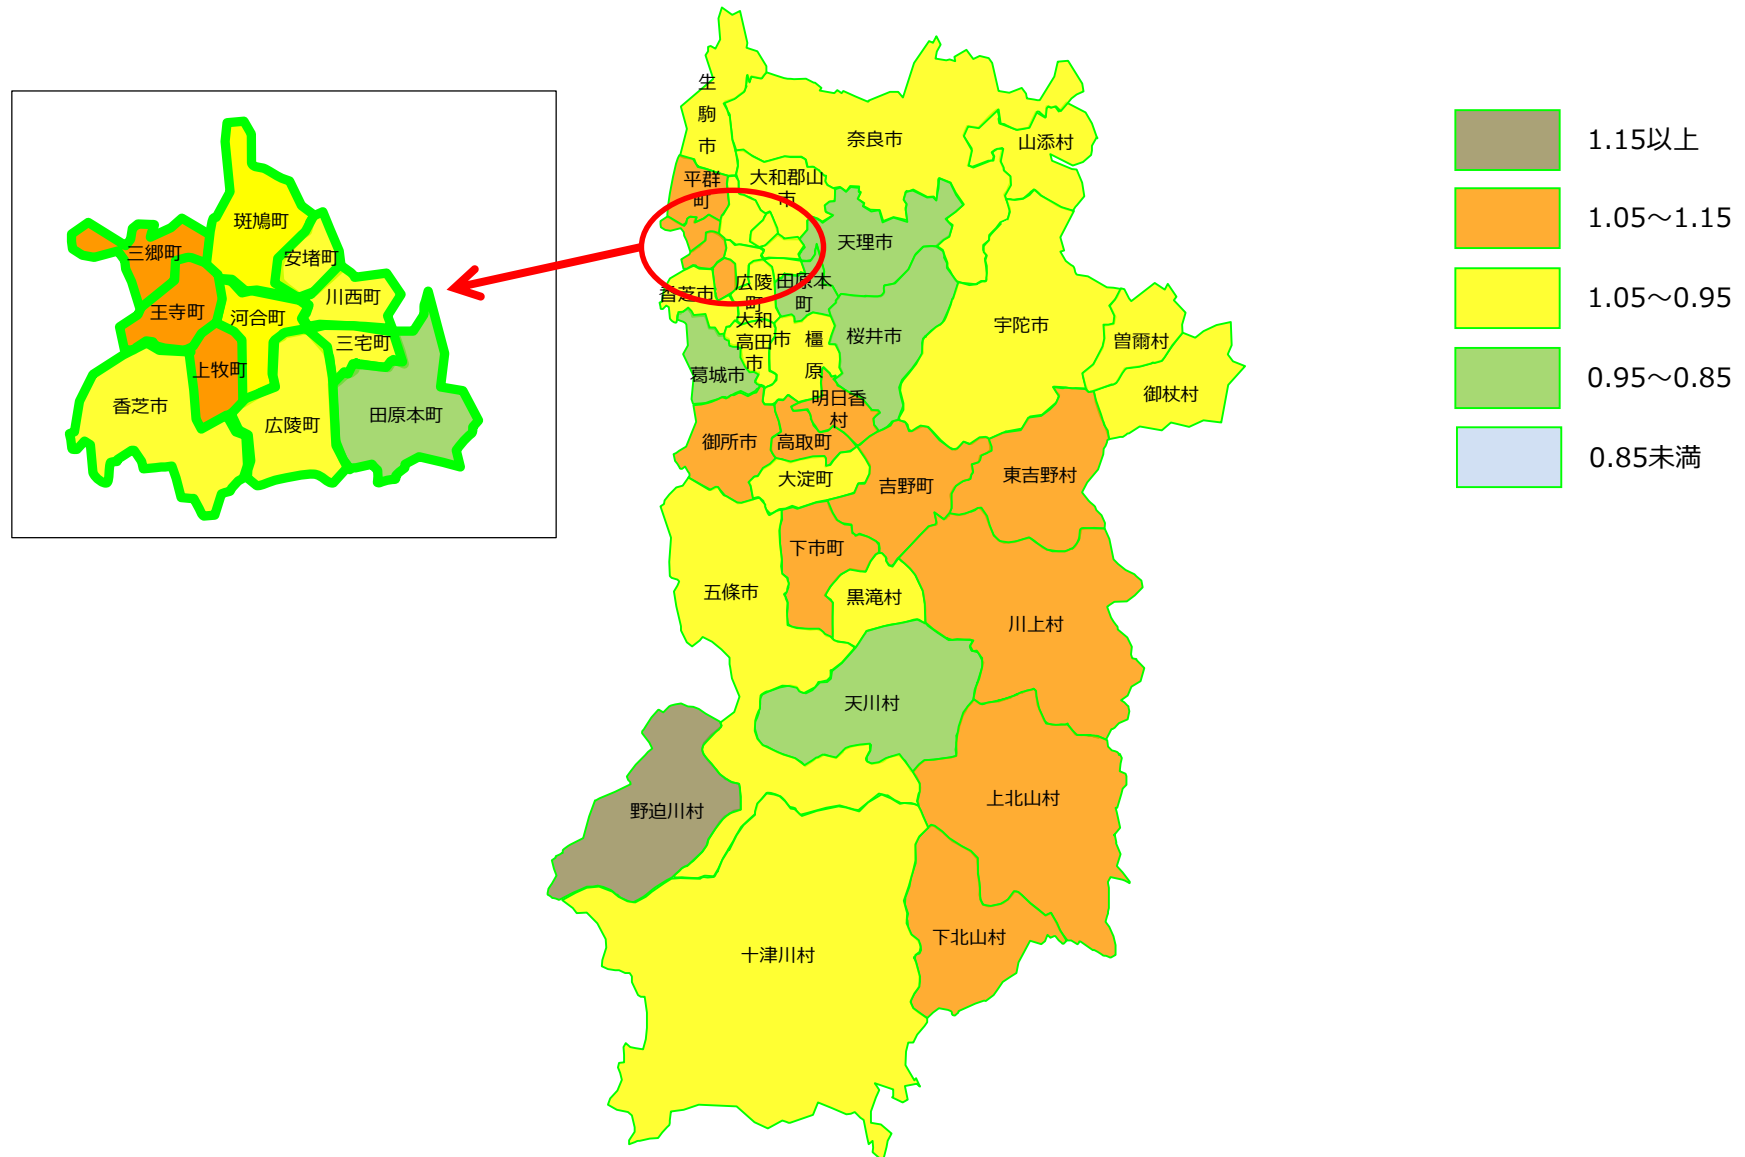 斑鳩町
三郷町
安堵町
川西町
王寺町
河合町
三宅町
上牧町
香芝市
広陵町
田原本町
生
駒
市
奈良市
山添村
平群
町
大和郡山
市
天理市
香芝市
広陵
町
田原本
町
大和
高田
市
橿
原
市
桜井市
宇陀市
曽爾村
御杖村
葛城市
明日香
村
御所市
高取町
大淀町
吉野町
東吉野村
下市町
五條市
黒滝村
川上村
天川村
野迫川村
上北山村
下北山村
十津川村
1.15以上
1.05～1.15
1.05～0.95
0.95～0.85
0.85未満